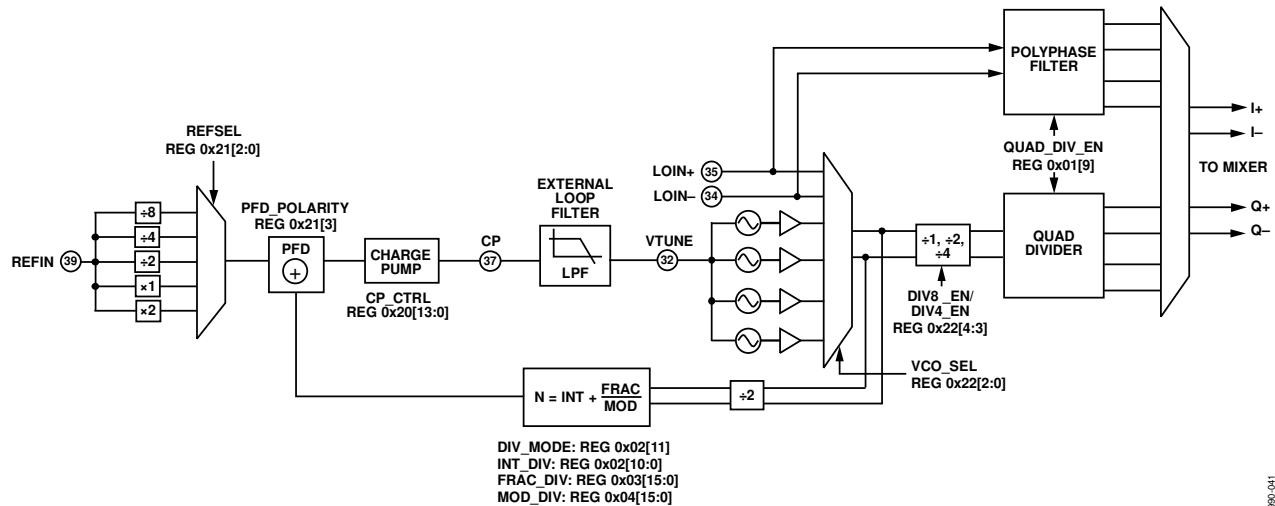 REFSEL
REG 0x21[2:0]
REFIN
39
÷8
÷4
÷2
×1
×2
PFD_POLARITY
REG 0x21[3]
PFD
+
CHARGE
PUMP
CP_CTRL
REG 0x20[13:0]
CP
37
EXTERNAL
LOOP
FILTER
LPF
VTUNE
32
LOIN+
35
LOIN–
34
POLYPHASE
FILTER
QUAD_DIV_EN
REG 0x01[9]
QUAD
DIVIDER
÷1, ÷2,
÷4
DIV8 _EN/
DIV4_EN
REG 0x22[4:3]
VCO_SEL
REG 0x22[2:0]
I+
I–
TO MIXER
Q+
Q–
N = INT + FRAC
MOD
÷2
DIV_MODE: REG 0x02[11]
INT_DIV: REG 0x02[10:0]
FRAC_DIV: REG 0x03[15:0]
MOD_DIV: REG 0x04[15:0]